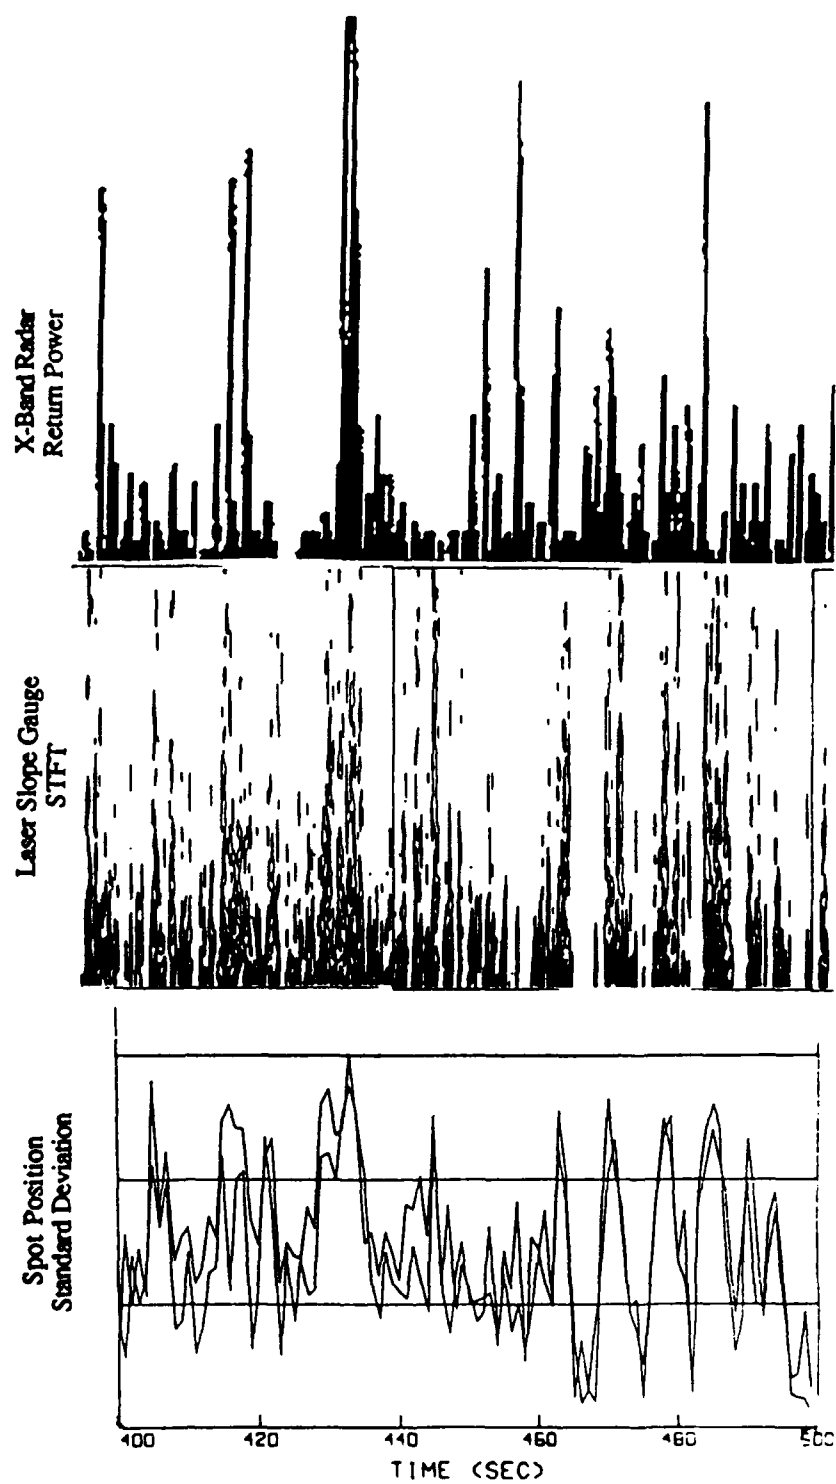 X-Band Radar
Return Power
Laser Slope Gauge
STFT
Spot Position
Standard Deviation
400 420 440 460 480 500
TIME (SEC)